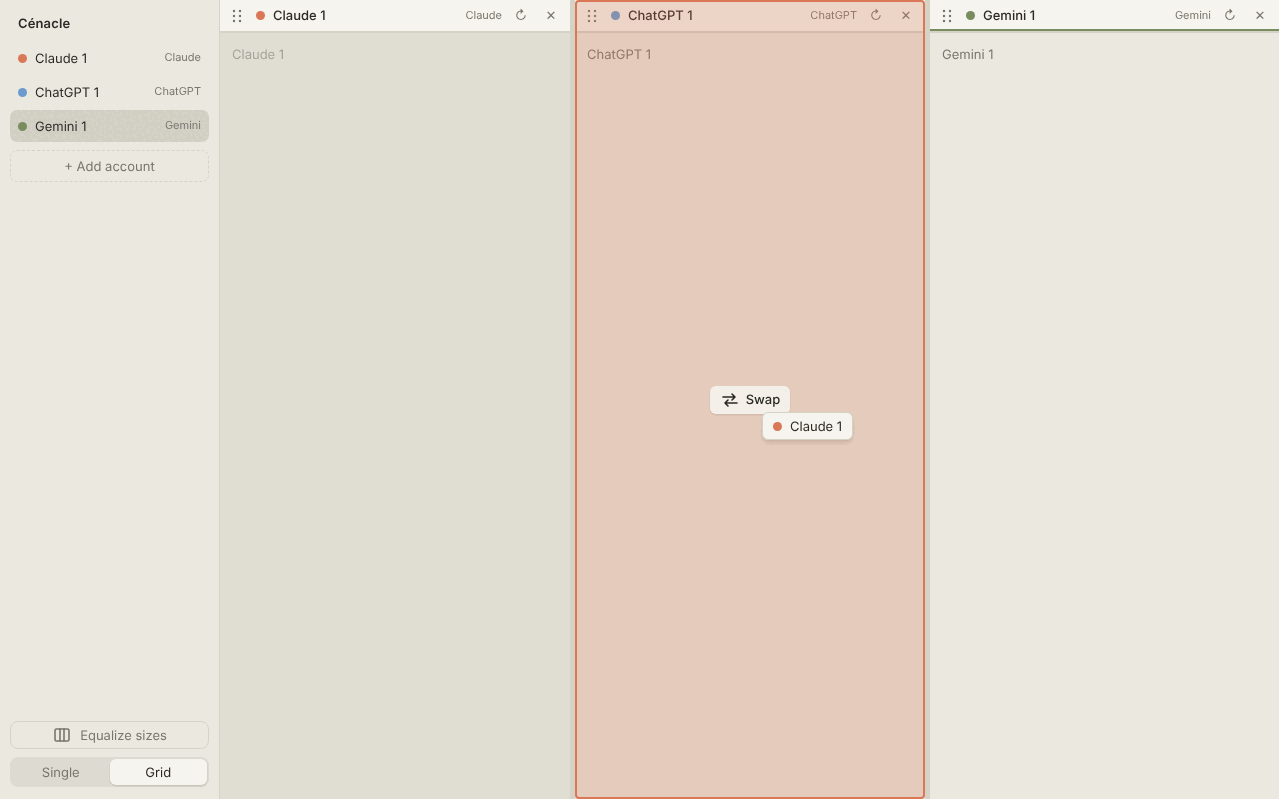 Cénacle
Claude 1 Claude
ChatGPT 1 ChatGPT
Gemini 1 Gemini
+ Add account
Equalize sizes
Single Grid
Claude 1 Claude
Claude 1
ChatGPT 1 ChatGPT
ChatGPT 1
Swap
Claude 1
Gemini 1 Gemini
Gemini 1